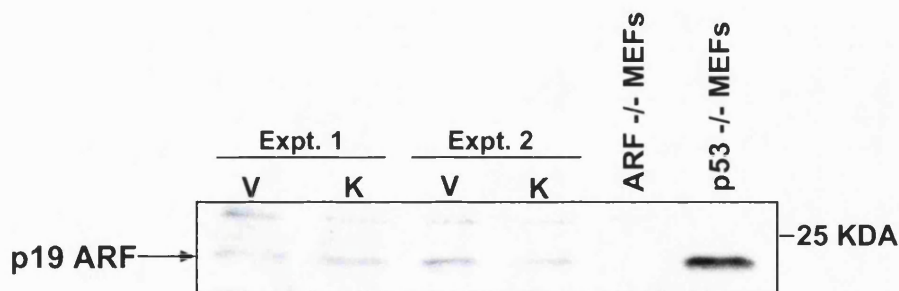 ARF -/- MEFs
p53 -/- MEFs
Expt. 1
Expt. 2
V
K
V
K
25 KDA
p19 ARF